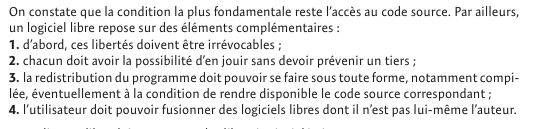 On constate que la condition la plus fondamentale reste l'accès au code source. Par ailleurs,
un logiciel libre repose sur des éléments complémentaires :
1. d'abord, ces libertés doivent être irrévocables ;
2. chacun doit avoir la possibilité d'en jouir sans devoir prévenir un tiers ;
3. la redistribution du programme doit pouvoir se faire sous toute forme, notamment compi-
lée, éventuellement à la condition de rendre disponible le code source correspondant ;
4. l'utilisateur doit pouvoir fusionner des logiciels libres dont il n'est pas lui-même l'auteur.